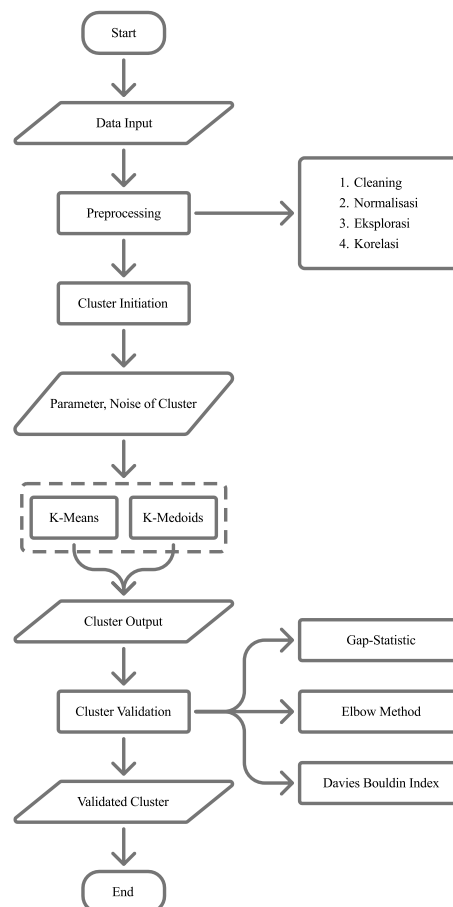 Start
Data Input
Preprocessing
1. Cleaning
2. Normalisasi
3. Eksplorasi
4. Korelasi
Cluster Initiation
Parameter, Noise of Cluster
K-Means
K-Medoids
Cluster Output
Gap-Statistic
Cluster Validation
Elbow Method
Davies Bouldin Index
Validated Cluster
End